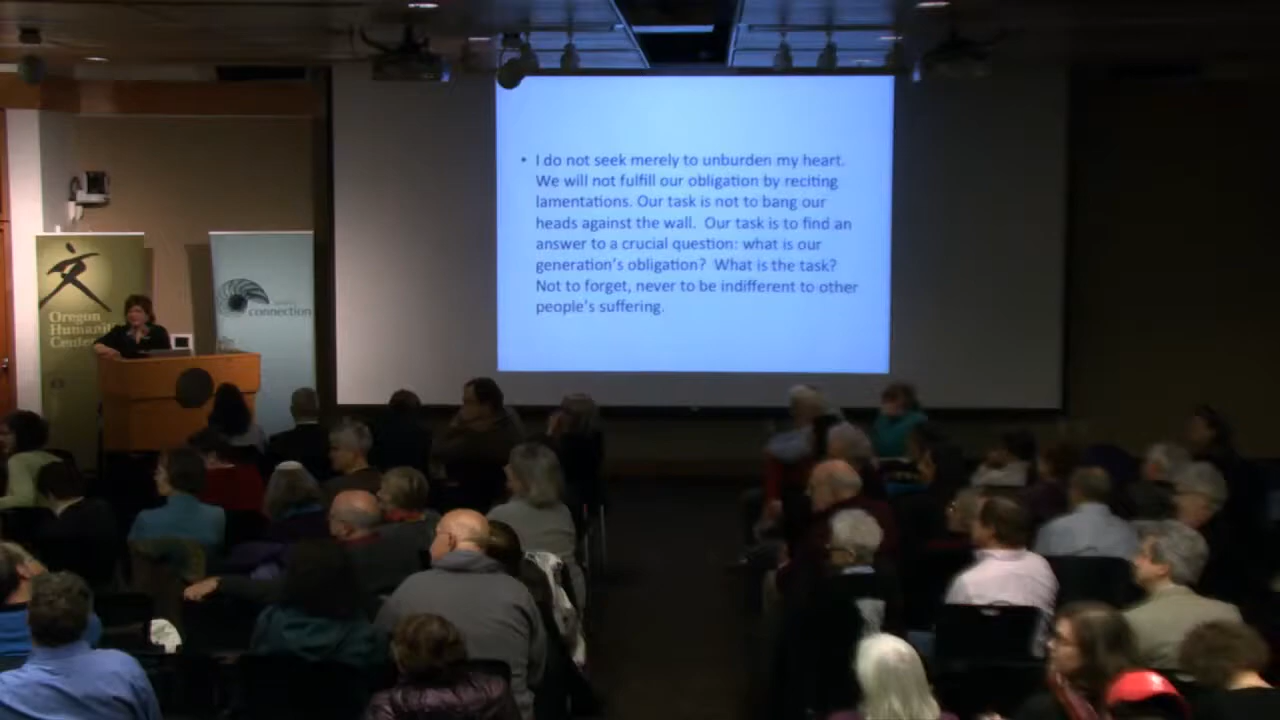 • I do not seek merely to unburden my heart.
We will not fulfill our obligation by reciting
lamentations. Our task is not to bang our
heads against the wall.  Our task is to find an
answer to a crucial question: what is our
generation's obligation?  What is the task?
Not to forget, never to be indifferent to other
people's suffering.
Oregon
Humanit
Cente
connection